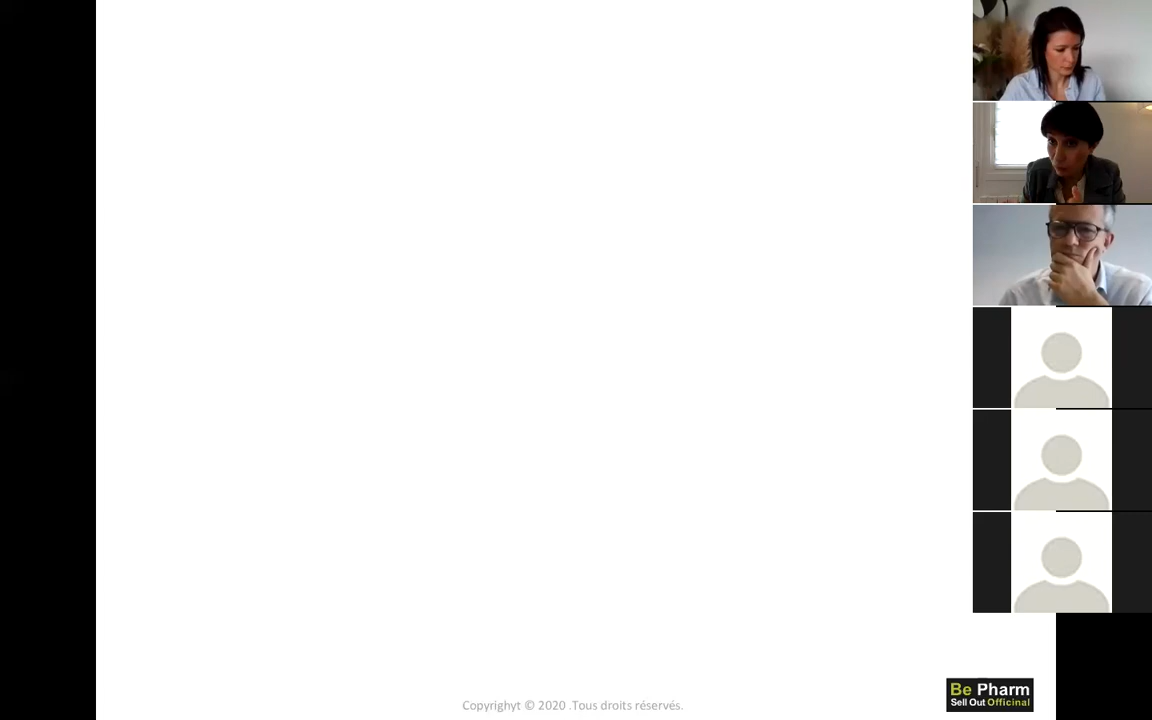 Copyrighyt © 2020 .Tous droits réservés.
Be Pharm
Sell Out Officinal